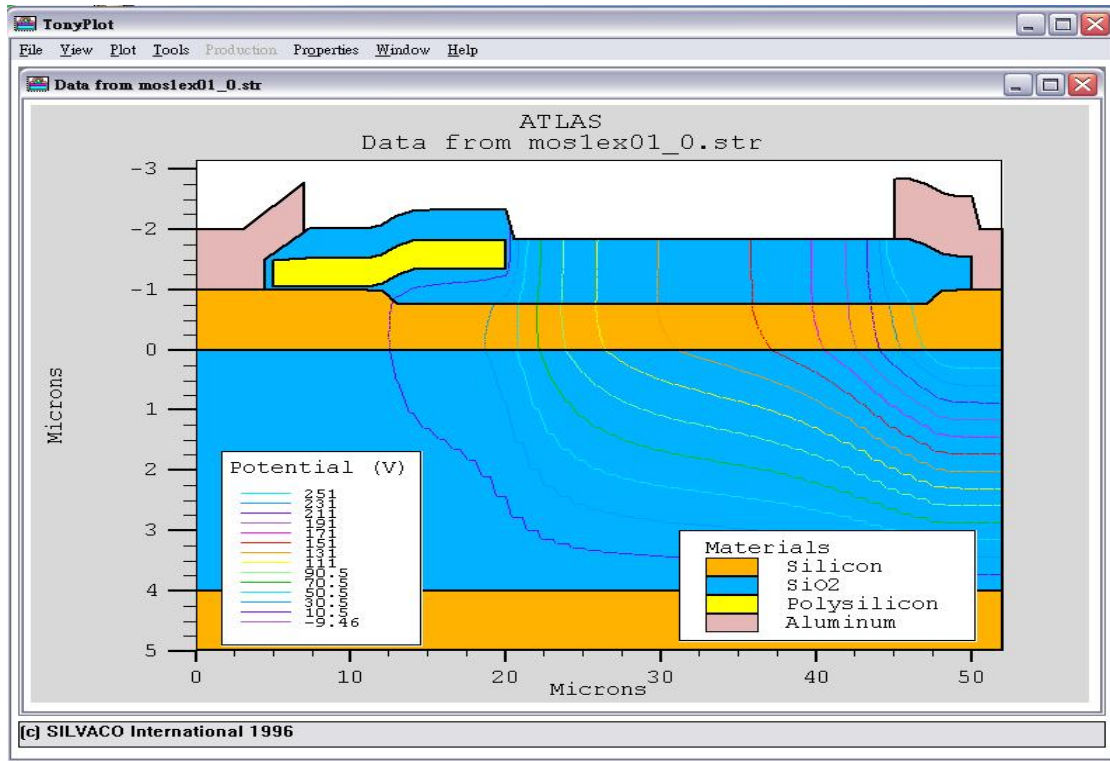 TonyPlot
File View Plot Tools Production Properties Window Help
Data from mos1ex01_0.str
ATLAS
Data from mos1ex01_0.str
-3
-2
-1
0
1
2
3
4
5
Microns
Potential (V)
251
231
211
191
171
151
131
111
90.5
70.5
50.5
30.5
10.5
-9.46
Materials
Silicon
SiO2
Polysilicon
Aluminum
0 10 20 30 40 50
Microns
(c) SILVACO International 1996